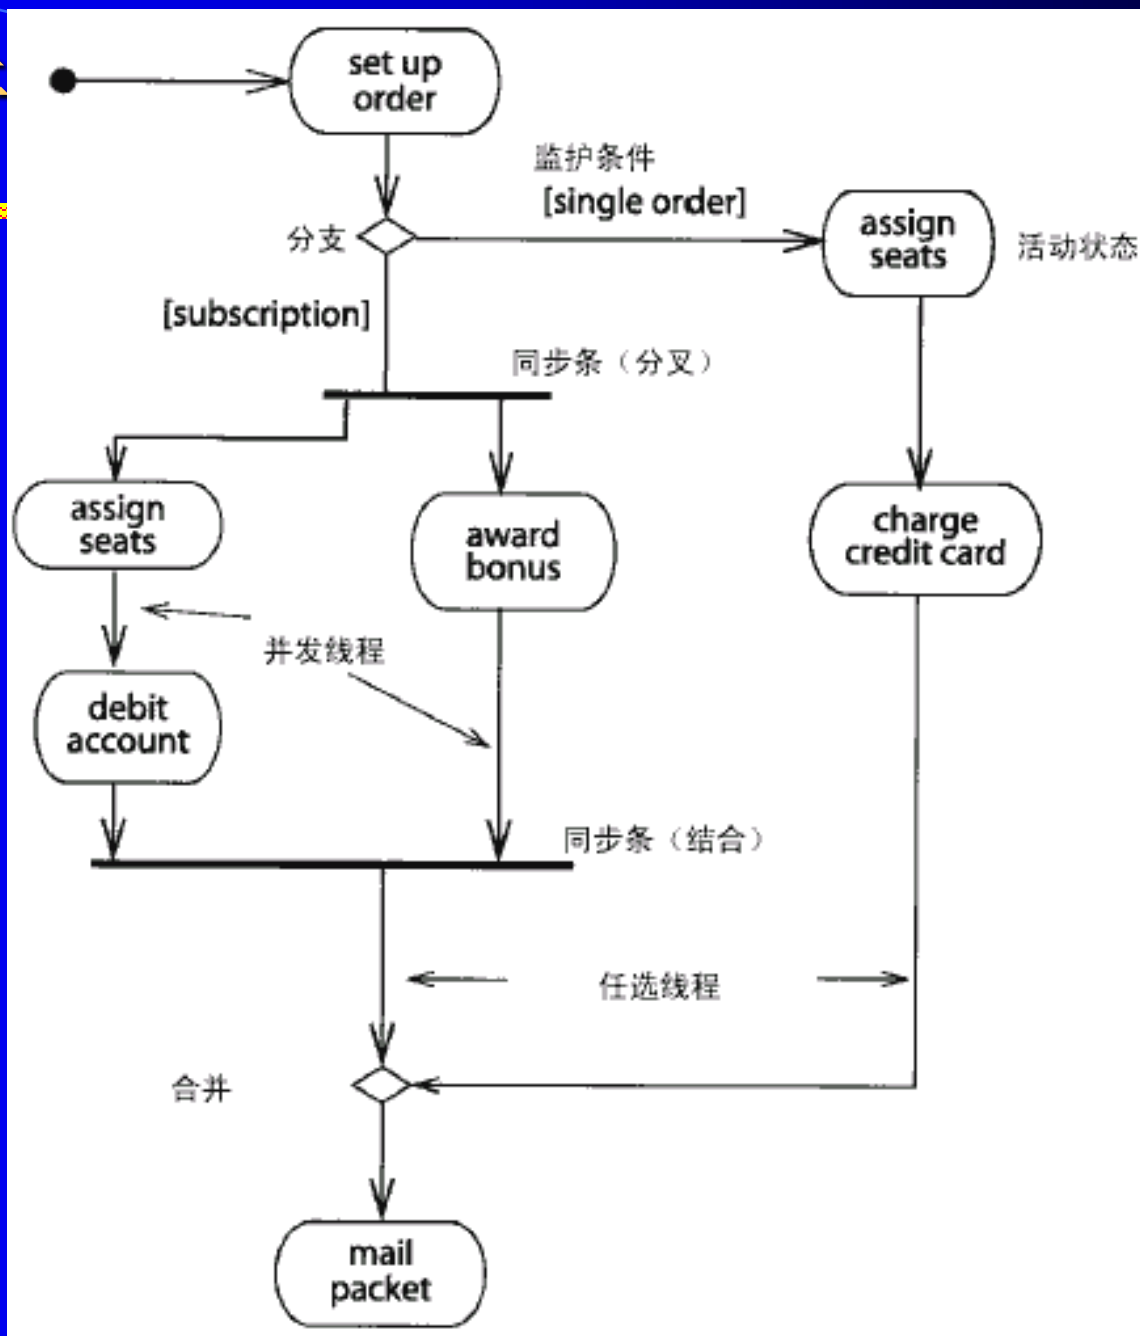 set up
order
监护条件
[single order]
分支
assign
seats
活动状态
[subscription]
同步条（分叉）
assign
seats
award
bonus
charge
credit card
并发线程
debit
account
同步条（结合）
任选线程
合并
mail
packet